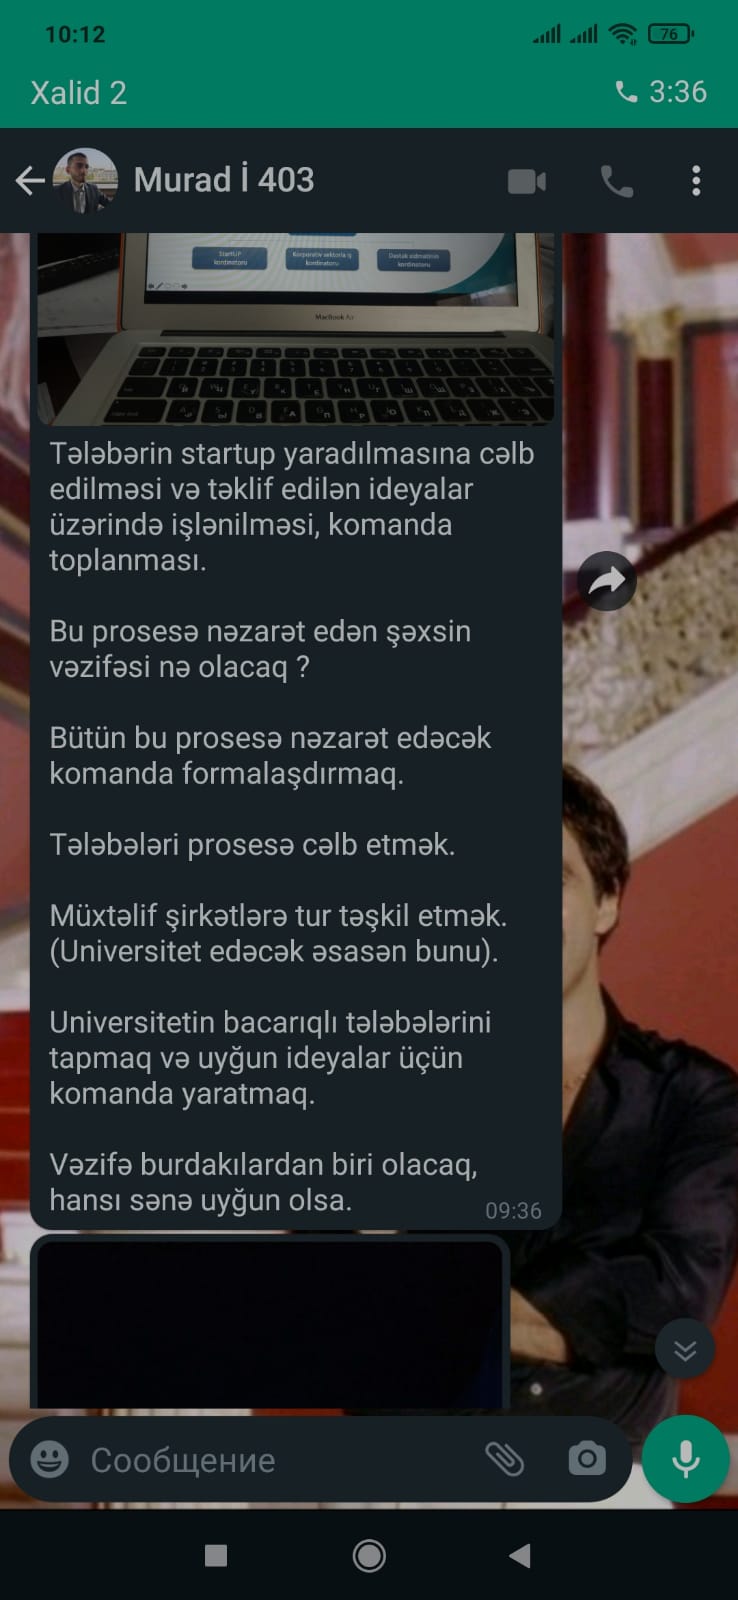 10:12
76
Xalid 2
3:36
Murad İ 403
StartUP
kordinatoru
Korporativ sektorla iş
kordinatoru
Dəstək xidmətinin
kordinatoru
MacBook Air
Tələbərin startup yaradılmasına cəlb
edilməsi və təklif edilən ideyalar
üzərində işlənilməsi, komanda
toplanması.
Bu prosesə nəzarət edən şəxsin
vəzifəsi nə olacaq ?
Bütün bu prosesə nəzarət edəcək
komanda formalaşdırmaq.
Tələbələri prosesə cəlb etmək.
Müxtəlif şirkətlərə tur təşkil etmək.
(Universitet edəcək əsasən bunu).
Universitetin bacarıqlı tələbələrini
tapmaq və uyğun ideyalar üçün
komanda yaratmaq.
Vəzifə burdakılardan biri olacaq,
hansı sənə uyğun olsa.
09:36
Сообщение